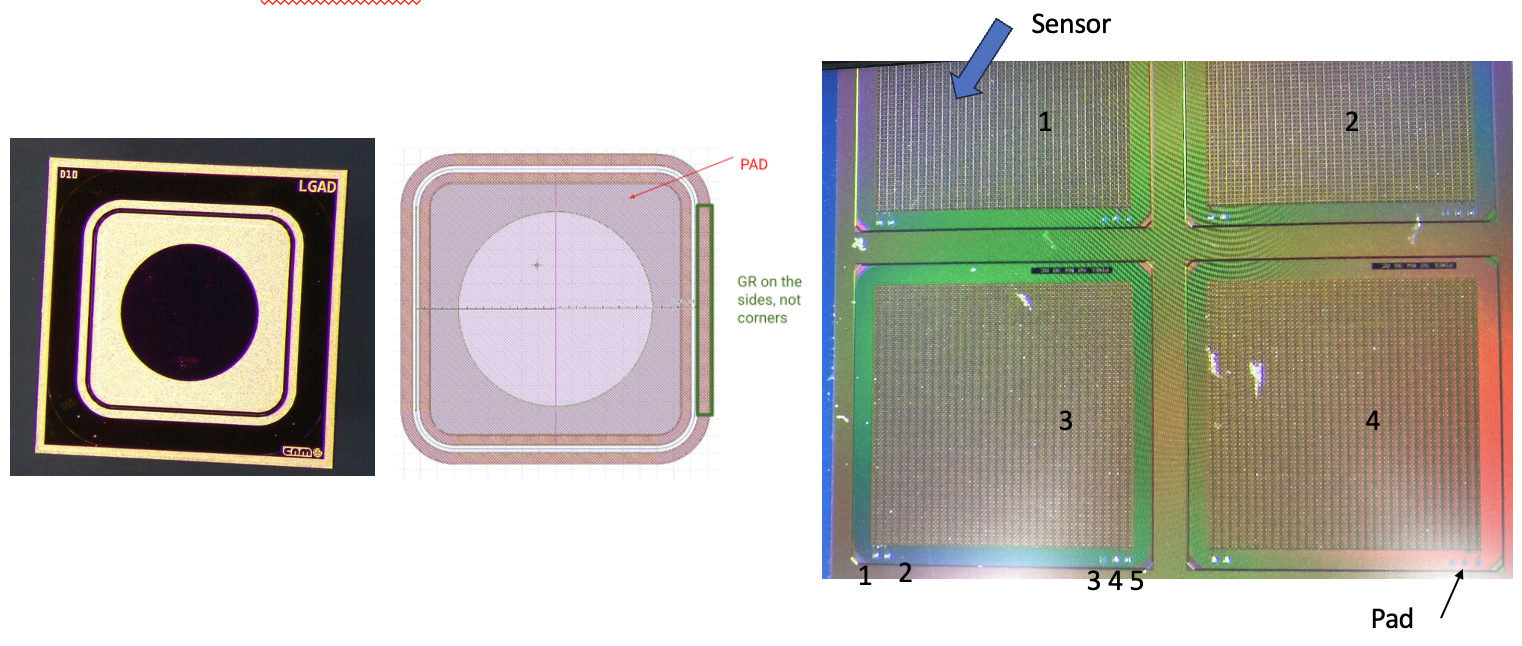 Sensor
1
2
D10
LGAD
cnm
PAD
GR on the
sides, not
corners
3
4
1 2 3 4 5
Pad